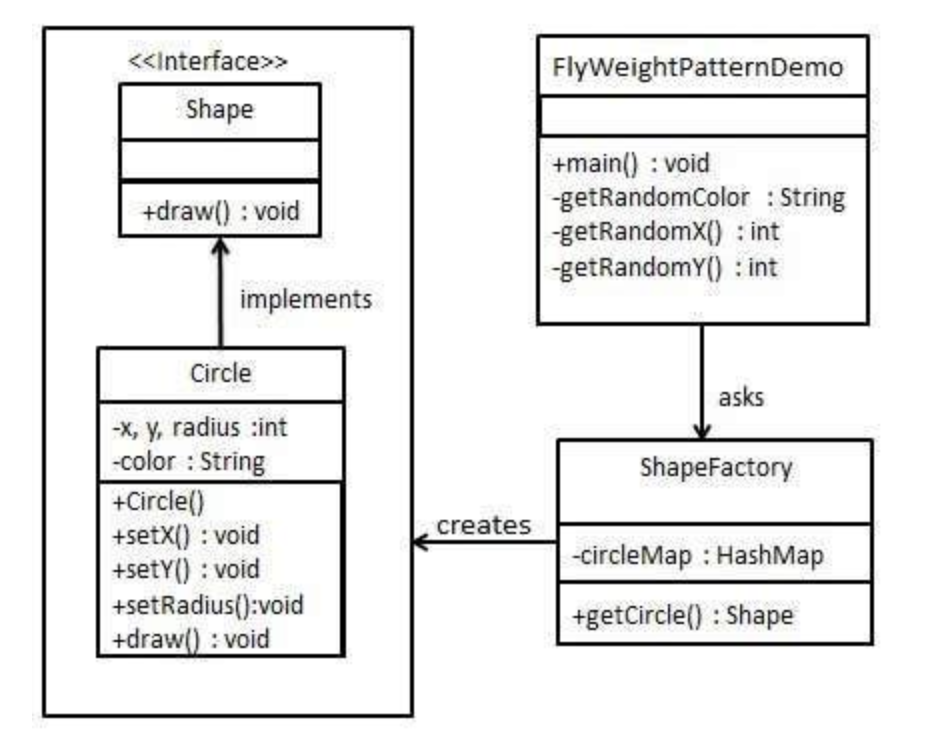 <<Interface>>
Shape
+draw() : void
implements
Circle
-x, y, radius :int
-color : String
+Circle()
+setX() : void
+setY() : void
+setRadius():void
+draw() : void
FlyWeightPatternDemo
+main() : void
-getRandomColor : String
-getRandomX() : int
-getRandomY() : int
asks
ShapeFactory
-circleMap : HashMap
+getCircle() : Shape
creates